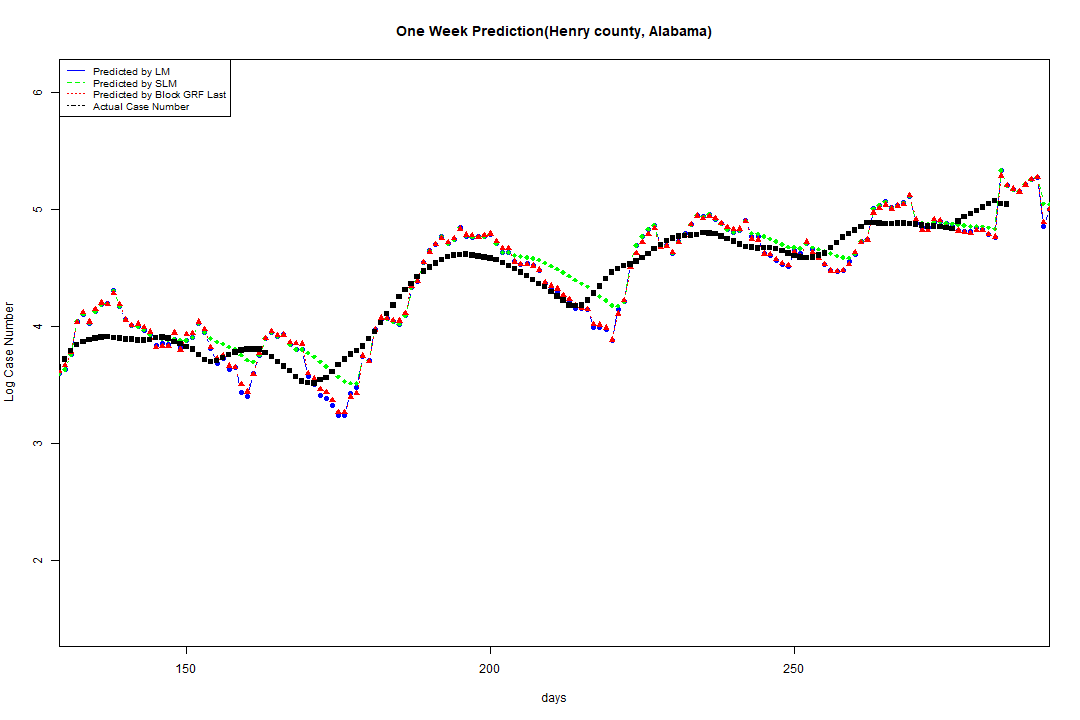 One Week Prediction(Henry county, Alabama)
Predicted by LM
Predicted by SLM
Predicted by Block GRF Last
Actual Case Number
6
5
4
3
2
Log Case Number
150
200
250
days